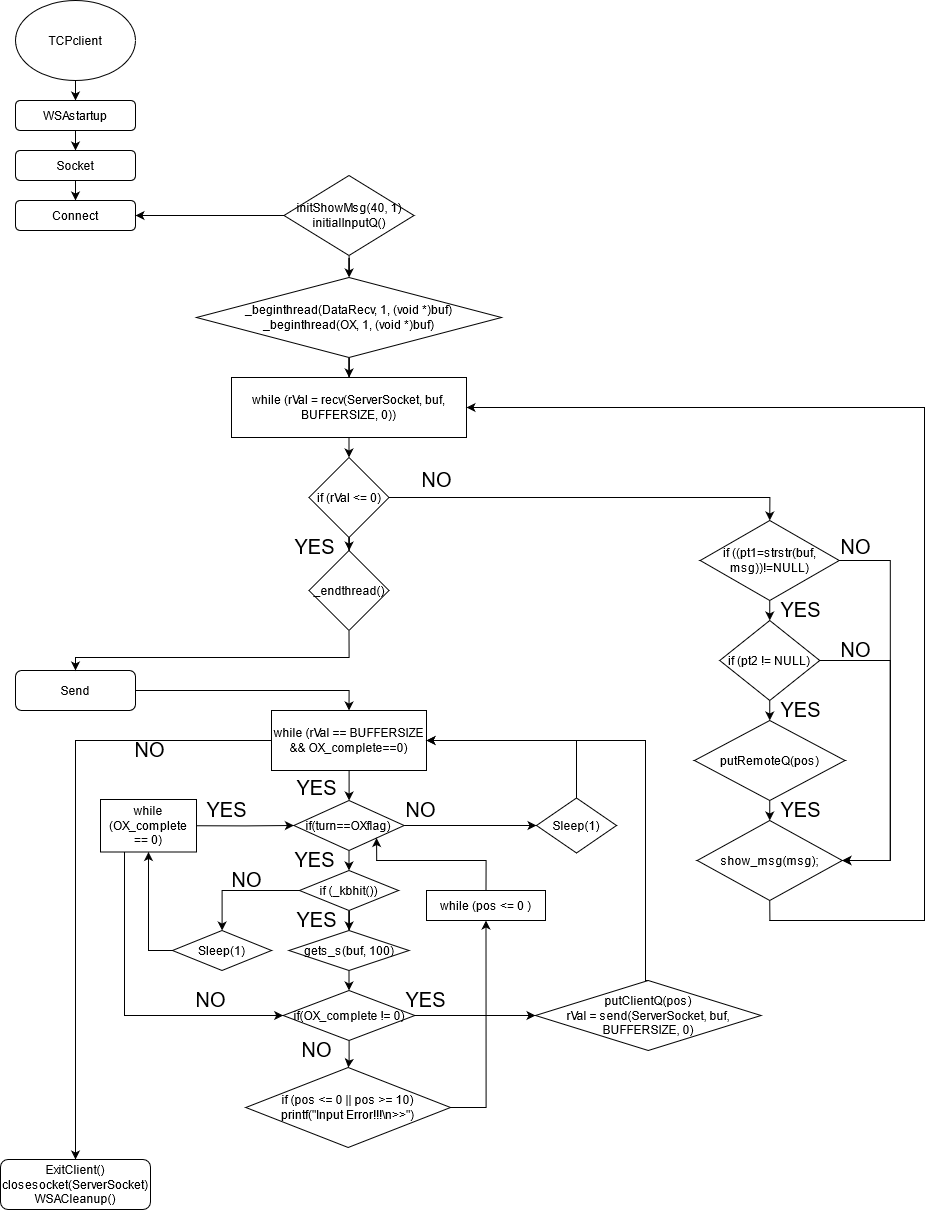 TCPclient
WSAstartup
Socket
Connect
initShowMsg(40, 1)
initialInputQ()
_beginthread(DataRecv, 1, (void *)buf)
_beginthread(OX, 1, (void *)buf)
while (rVal = recv(ServerSocket, buf,
BUFFERSIZE, 0))
if (rVal <= 0)
NO
YES
_endthread()
if ((pt1=strstr(buf,
msg))!=NULL)
NO
YES
if (pt2 != NULL)
NO
YES
putRemoteQ(pos)
YES
show_msg(msg);
Send
while (rVal == BUFFERSIZE
&& OX_complete==0)
NO
YES
while
(OX_complete
== 0)
YES
if(turn==OXflag)
NO
Sleep(1)
YES
if (_kbhit())
NO
YES
while (pos <= 0 )
Sleep(1)
gets_s(buf, 100)
NO
if(OX_complete != 0)
YES
putClientQ(pos)
rVal = send(ServerSocket, buf,
BUFFERSIZE, 0)
NO
if (pos <= 0 || pos >= 10)
printf("Input Error!!!\n>>")
ExitClient()
closesocket(ServerSocket)
WSACleanup()